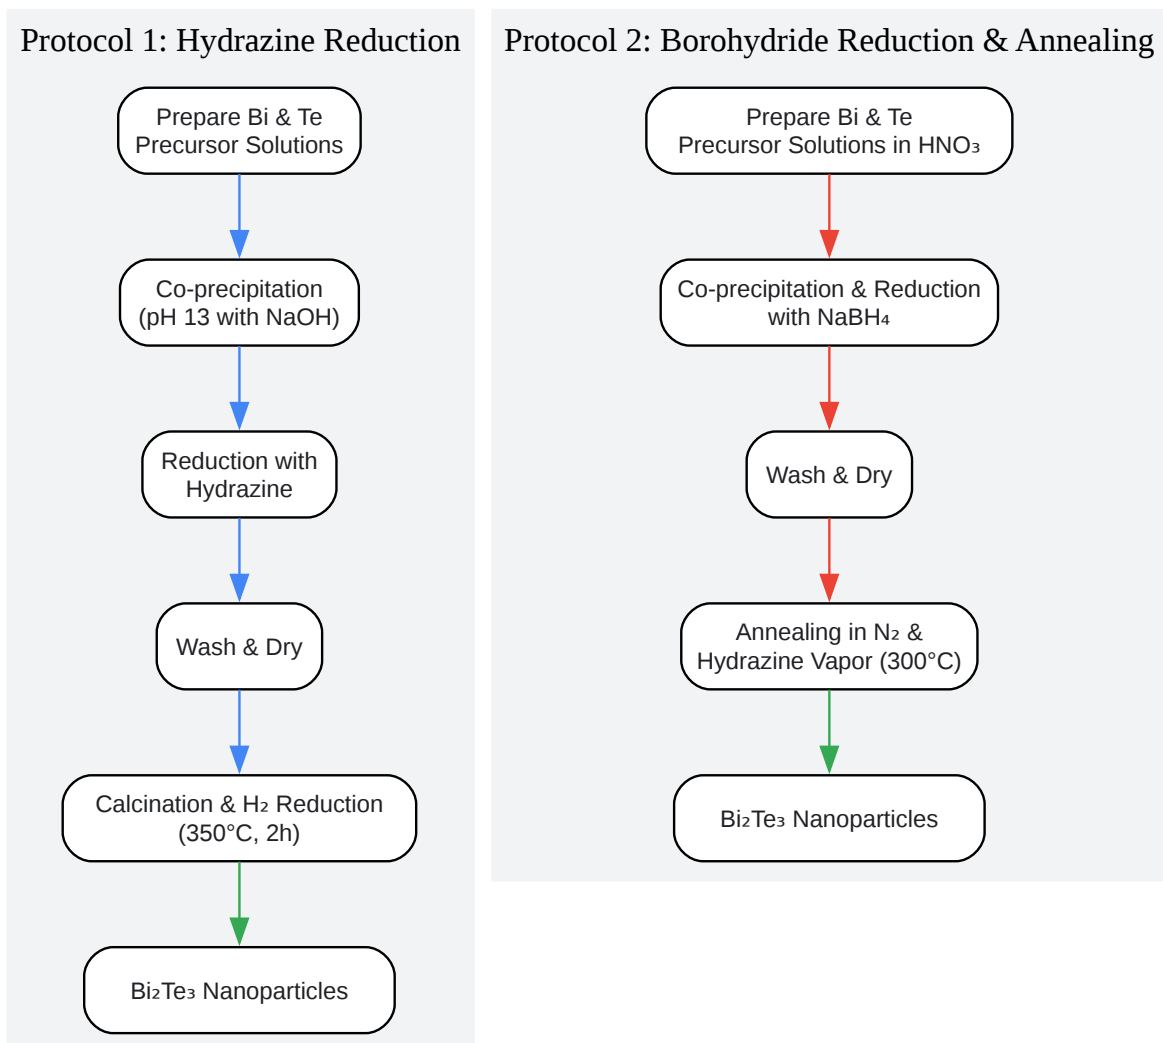 Protocol 1: Hydrazine Reduction
Prepare Bi & Te
Precursor Solutions
Co-precipitation
(pH 13 with NaOH)
Reduction with
Hydrazine
Wash & Dry
Calcination & H₂ Reduction
(350°C, 2h)
Bi₂Te₃ Nanoparticles
Protocol 2: Borohydride Reduction & Annealing
Prepare Bi & Te
Precursor Solutions in HNO₃
Co-precipitation & Reduction
with NaBH₄
Wash & Dry
Annealing in N₂ &
Hydrazine Vapor (300°C)
Bi₂Te₃ Nanoparticles